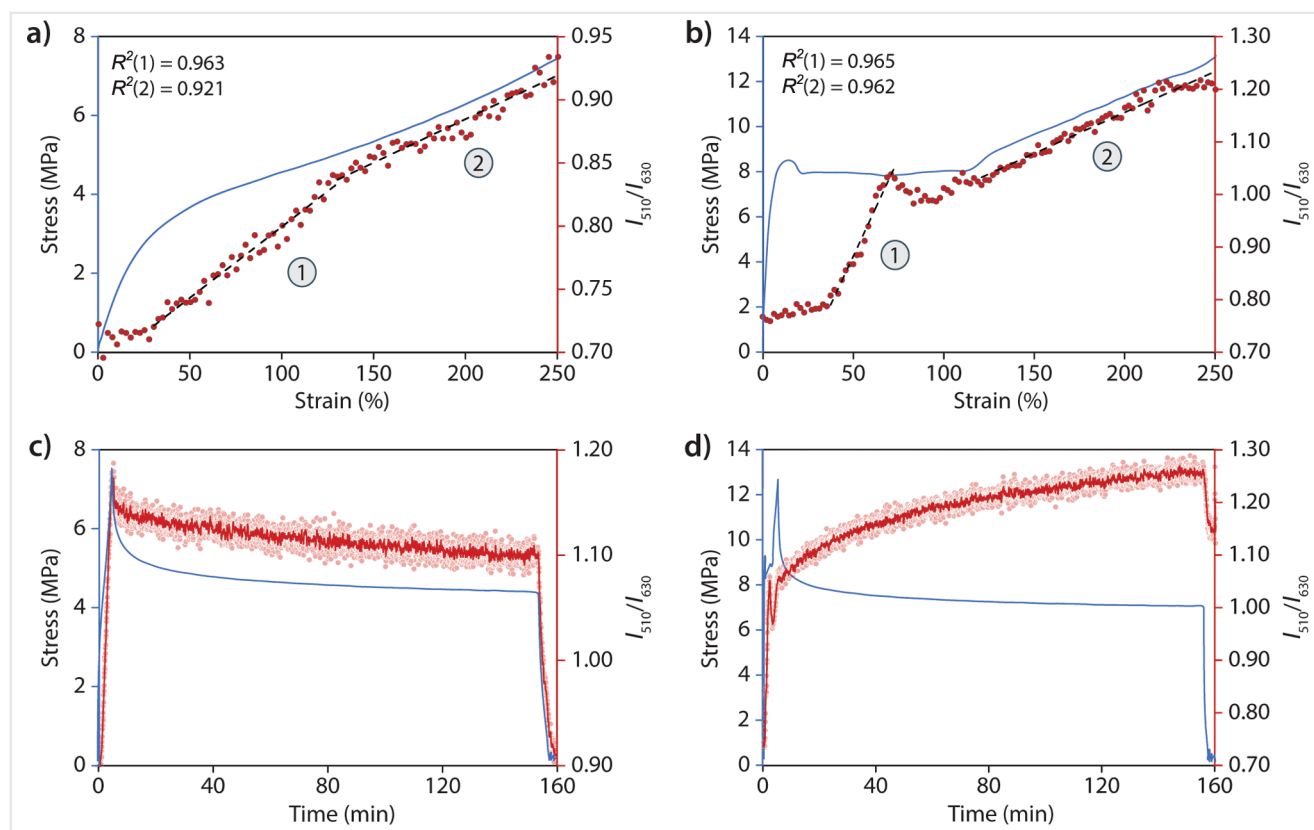 a)
R²(1) = 0.963
R²(2) = 0.921
8
6
4
2
0
Stress (MPa)
0 50 100 150 200 250
Strain (%)
0.95
0.90
0.85
0.80
0.75
0.70
I₅₁₀/I₆₃₀
1
2
b)
R²(1) = 0.965
R²(2) = 0.962
14
12
10
8
6
4
2
0
Stress (MPa)
0 50 100 150 200 250
Strain (%)
1.30
1.20
1.10
1.00
0.90
0.80
0.70
I₅₁₀/I₆₃₀
1
2
c)
8
6
4
2
0
Stress (MPa)
0 40 80 120 160
Time (min)
1.20
1.10
1.00
0.90
I₅₁₀/I₆₃₀
d)
14
12
10
8
6
4
2
0
Stress (MPa)
0 40 80 120 160
Time (min)
1.30
1.20
1.10
1.00
0.90
0.80
0.70
I₅₁₀/I₆₃₀